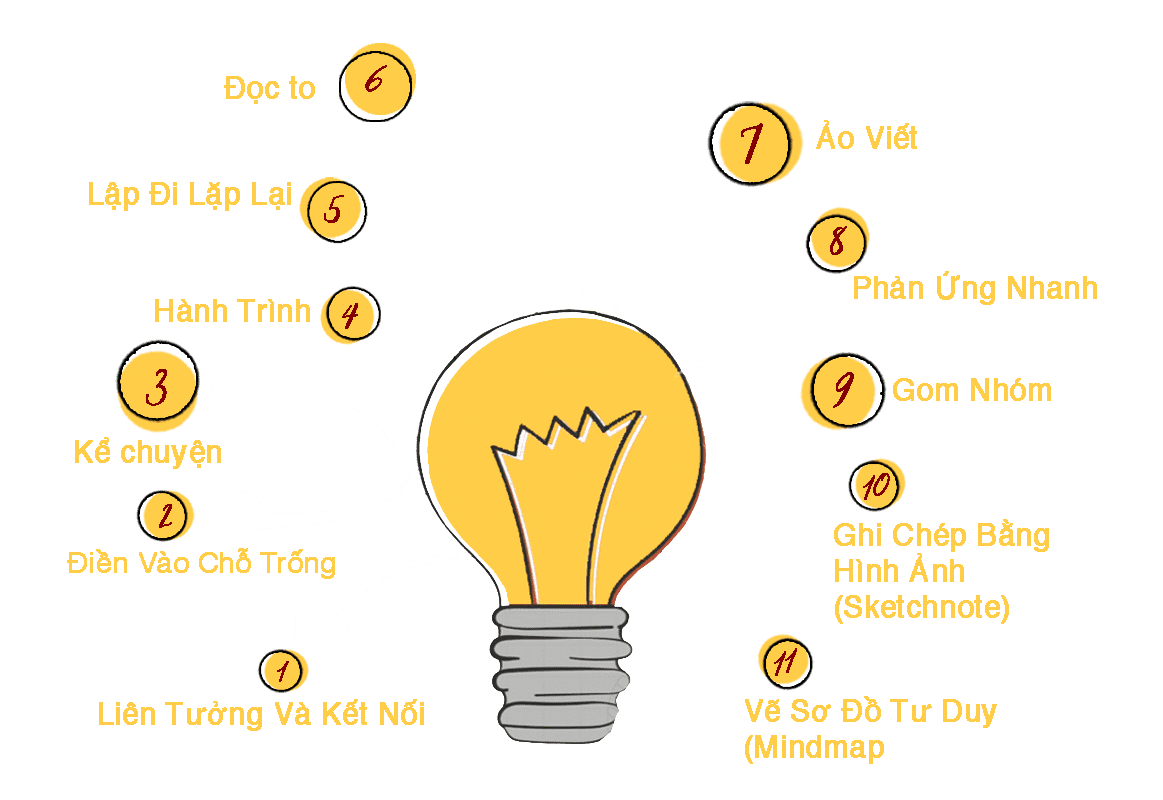 6
Đọc to
7
Ảo Viết
5
Lập Đi Lặp Lại
8
Phản Ứng Nhanh
4
Hành Trình
3
Kể chuyện
9
Gom Nhóm
2
Điền Vào Chỗ Trống
10
Ghi Chép Bằng
Hình Ảnh
(Sketchnote)
1
Liên Tưởng Và Kết Nối
11
Vẽ Sơ Đồ Tư Duy
(Mindmap